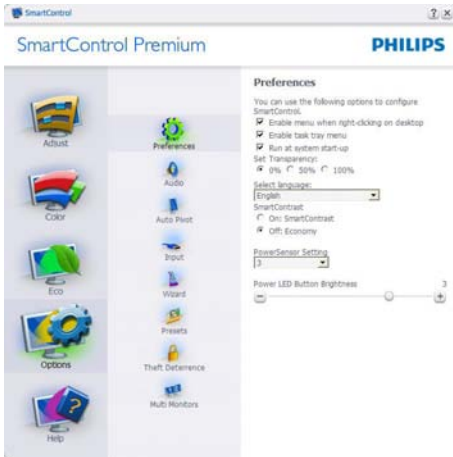 SmartControl
SmartControl Premium
PHILIPS
Adjust
Color
Eco
Options
Help
Preferences
Audio
Auto Pivot
Input
Wizard
Presets
Theft Deterrence
Multi Monitors
Preferences
You can use the following options to configure
SmartControl.
Enable menu when right-clicking on desktop
Enable task tray menu
Run at system start-up
Set Transparency:
0% 50% 100%
Select language:
English
SmartContrast
On: SmartContrast
Off: Economy
PowerSensor Setting
3
Power LED Button Brightness 3